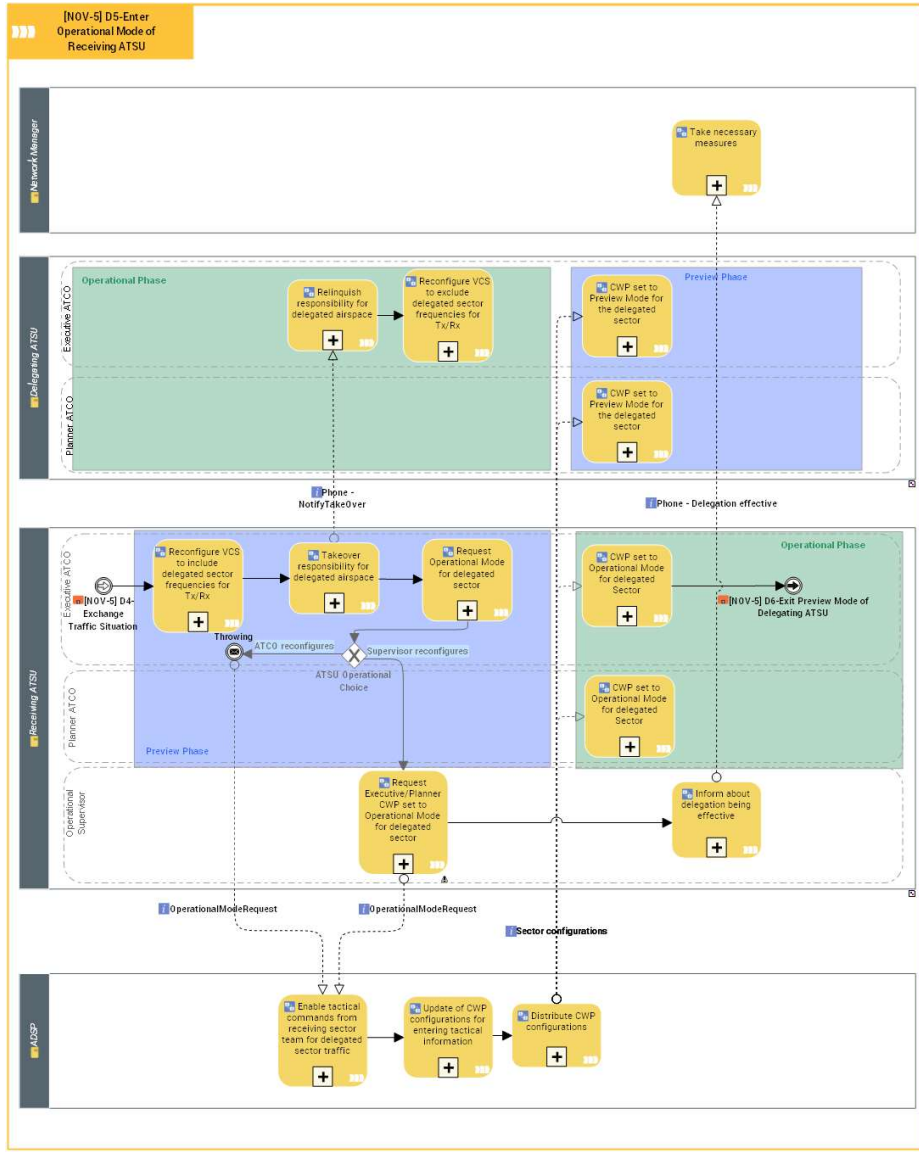 [NOV-5] D5-Enter
Operational Mode of
Receiving ATSU
Network Manager
Take necessary
measures
Delegating ATSU
Executive ATCO
Operational Phase
Relinquish
responsibility for
delegated airspace
Reconfigure VCS
to exclude
delegated sector
frequencies for
Tx/Rx
Preview Phase
CWP set to
Preview Mode for
the delegated
sector
Planner ATCO
CWP set to
Preview Mode for
the delegated
sector
Phone -
NotifyTakeOver
Phone - Delegation effective
Receiving ATSU
Executive ATCO
[NOV-5] D4-
Exchange
Traffic Situation
Reconfigure VCS
to include
delegated sector
frequencies for
Tx/Rx
Takeover
responsibility for
delegated airspace
Request
Operational Mode
for delegated
sector
Operational Phase
CWP set to
Operational Mode
for delegated
Sector
[NOV-5] D6-Exit Preview Mode of
Delegating ATSU
Throwing
ATCO reconfigures
Supervisor reconfigures
ATSU Operational
Choice
Planner ATCO
Preview Phase
CWP set to
Operational Mode
for delegated
Sector
Operational
Supervisor
Request
Executive/Planner
CWP set to
Operational Mode
for delegated
sector
Inform about
delegation being
effective
OperationalModeRequest
OperationalModeRequest
Sector configurations
ADSP
Enable tactical
commands from
receiving sector
team for delegated
sector traffic
Update of CWP
configurations for
entering tactical
information
Distribute CWP
configurations